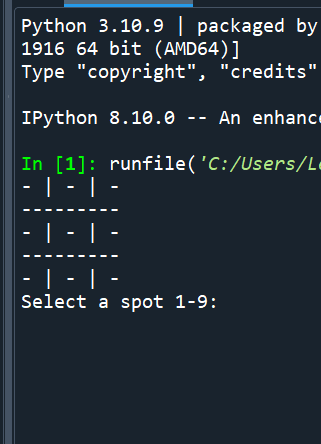 Python 3.10.9 | packaged by
1916 64 bit (AMD64)]
Type "copyright", "credits"
IPython 8.10.0 -- An enhanc
In [1]: runfile('C:/Users/L
- | - | -
---------
- | - | -
---------
- | - | -
Select a spot 1-9: